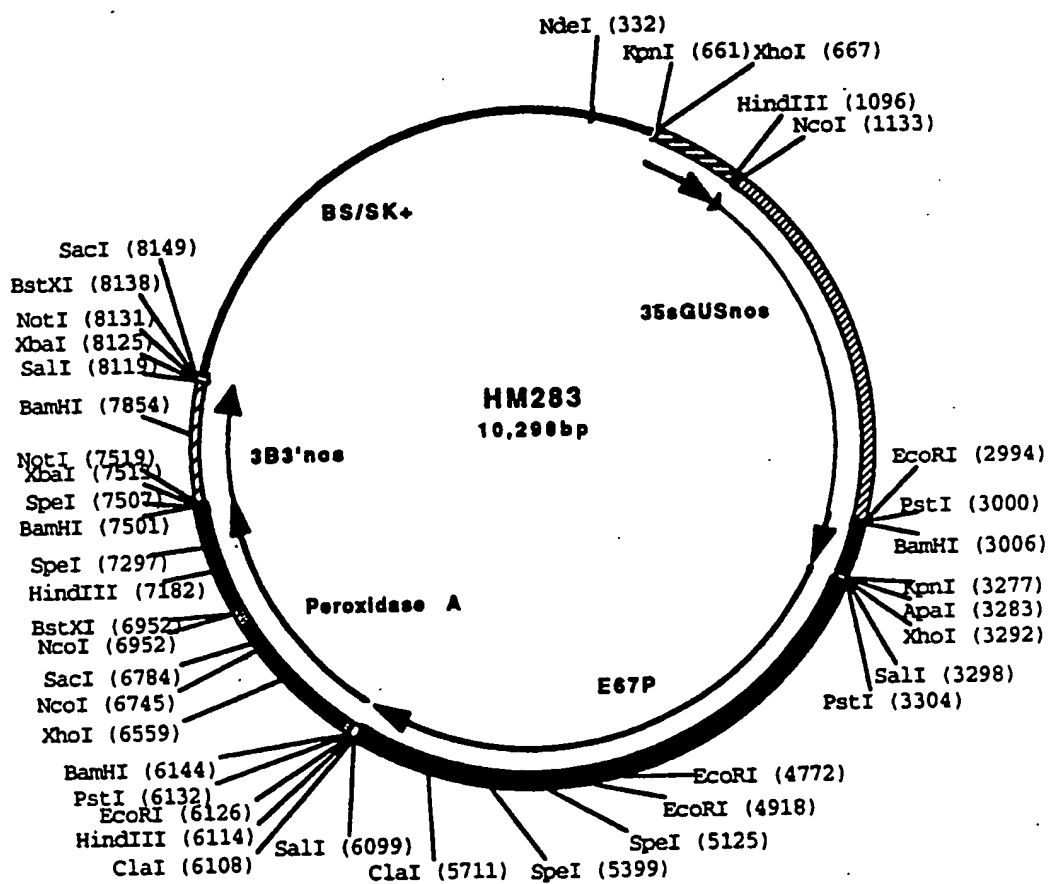 NdeI (332)
KpnI (661)
XhoI (667)
HindIII (1096)
NcoI (1133)
BS/SK+
35sGUSnos
HM283
10,298bp
3B3'nos
Peroxidase A
E67P
SacI (8149)
BstXI (8138)
NotI (8131)
XbaI (8125)
SalI (8119)
BamHI (7854)
NotI (7519)
XbaI (7513)
SpeI (7507)
BamHI (7501)
SpeI (7297)
HindIII (7182)
BstXI (6952)
NcoI (6952)
SacI (6784)
NcoI (6745)
XhoI (6559)
BamHI (6144)
PstI (6132)
EcoRI (6126)
HindIII (6114)
ClaI (6108)
SalI (6099)
ClaI (5711)
SpeI (5399)
SpeI (5125)
EcoRI (4918)
EcoRI (4772)
EcoRI (2994)
PstI (3000)
BamHI (3006)
KpnI (3277)
ApaI (3283)
XhoI (3292)
SalI (3298)
PstI (3304)